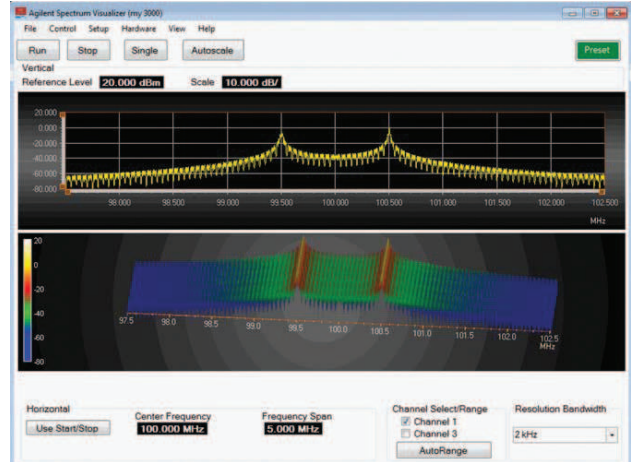 Agilent Spectrum Visualizer (my 3000)
File Control Setup Hardware View Help
Run Stop Single Autoscale Preset
Vertical
Reference Level 20.000 dBm Scale 10.000 dB/
20.000
0.000
-20.000
-40.000
-60.000
-80.000
98.000 98.500 99.000 99.500 100.000 100.500 101.000 101.500 102.000 102.500
MHz
20
0
-20
-40
-60
-80
97.5 98.0 98.5 99.0 99.5 100.0 100.5 101.0 101.5 102.0 102.5
MHz
Horizontal
Use Start/Stop
Center Frequency
100.000 MHz
Frequency Span
5.000 MHz
Channel Select/Range
Channel 1
Channel 3
AutoRange
Resolution Bandwidth
2 kHz